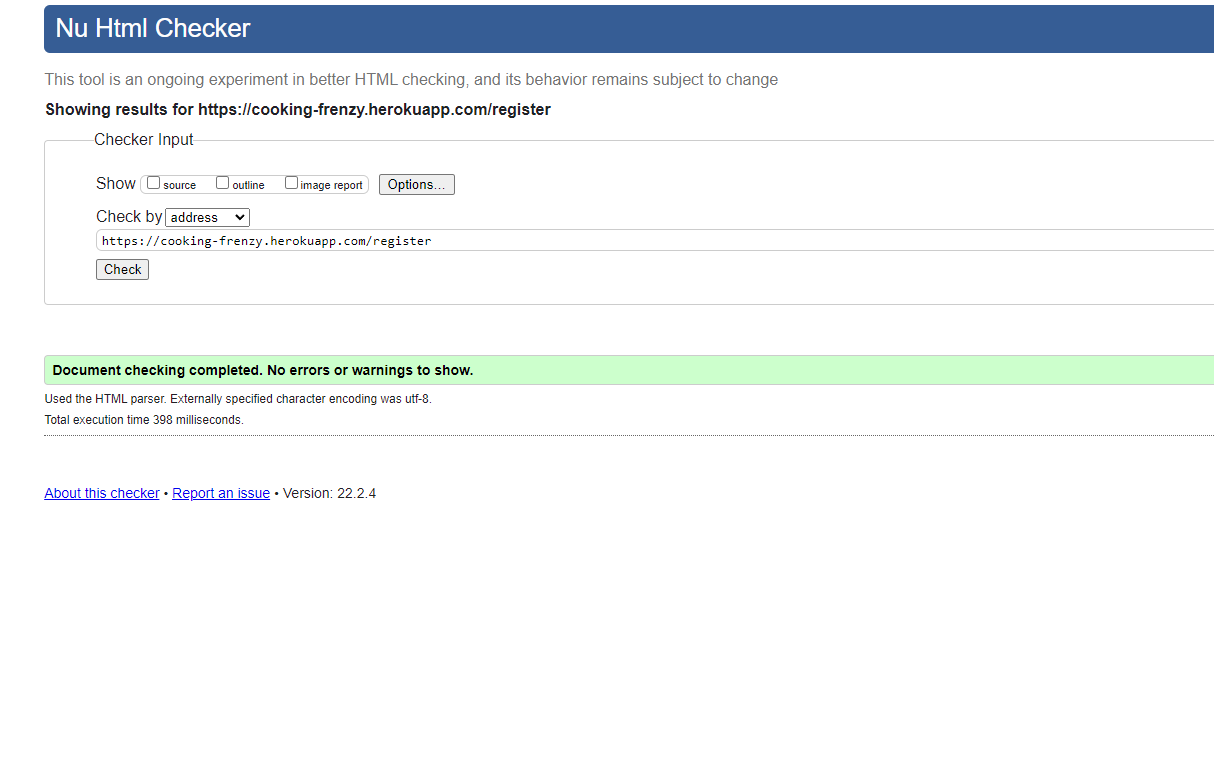 Nu Html Checker
This tool is an ongoing experiment in better HTML checking, and its behavior remains subject to change
Showing results for https://cooking-frenzy.herokuapp.com/register
Checker Input
Show source outline image report Options...
Check by address
https://cooking-frenzy.herokuapp.com/register
Check
Document checking completed. No errors or warnings to show.
Used the HTML parser. Externally specified character encoding was utf-8.
Total execution time 398 milliseconds.
About this checker • Report an issue • Version: 22.2.4